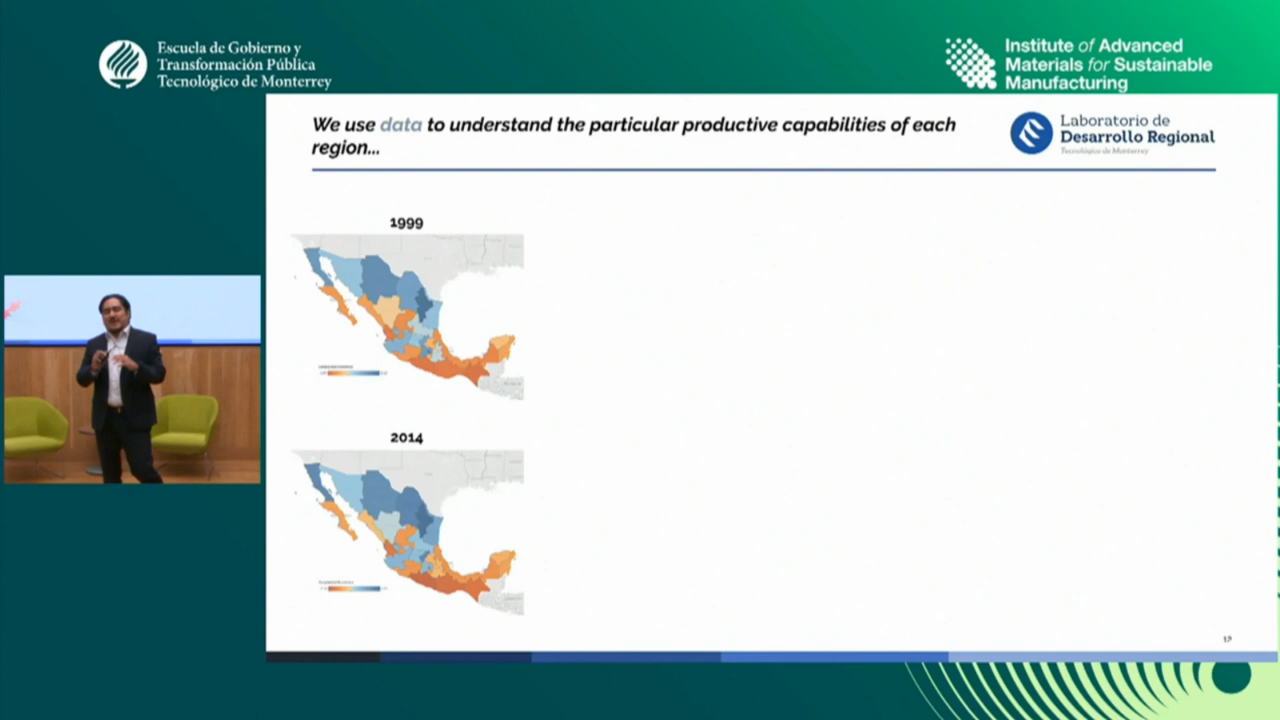 Escuela de Gobierno y
Transformación Pública
Tecnológico de Monterrey
Institute of Advanced
Materials for Sustainable
Manufacturing
We use data to understand the particular productive capabilities of each
region...
Laboratorio de
Desarrollo Regional
Tecnológico de Monterrey
1999
2014
12